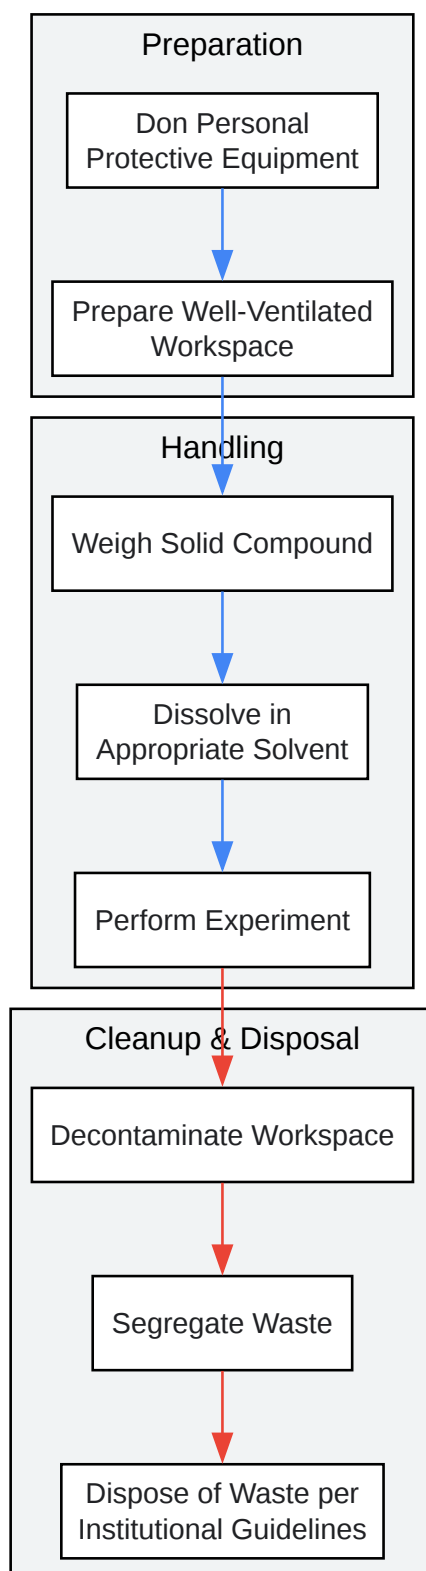 Preparation
Don Personal
Protective Equipment
Prepare Well-Ventilated
Workspace
Handling
Weigh Solid Compound
Dissolve in
Appropriate Solvent
Perform Experiment
Cleanup & Disposal
Decontaminate Workspace
Segregate Waste
Dispose of Waste per
Institutional Guidelines